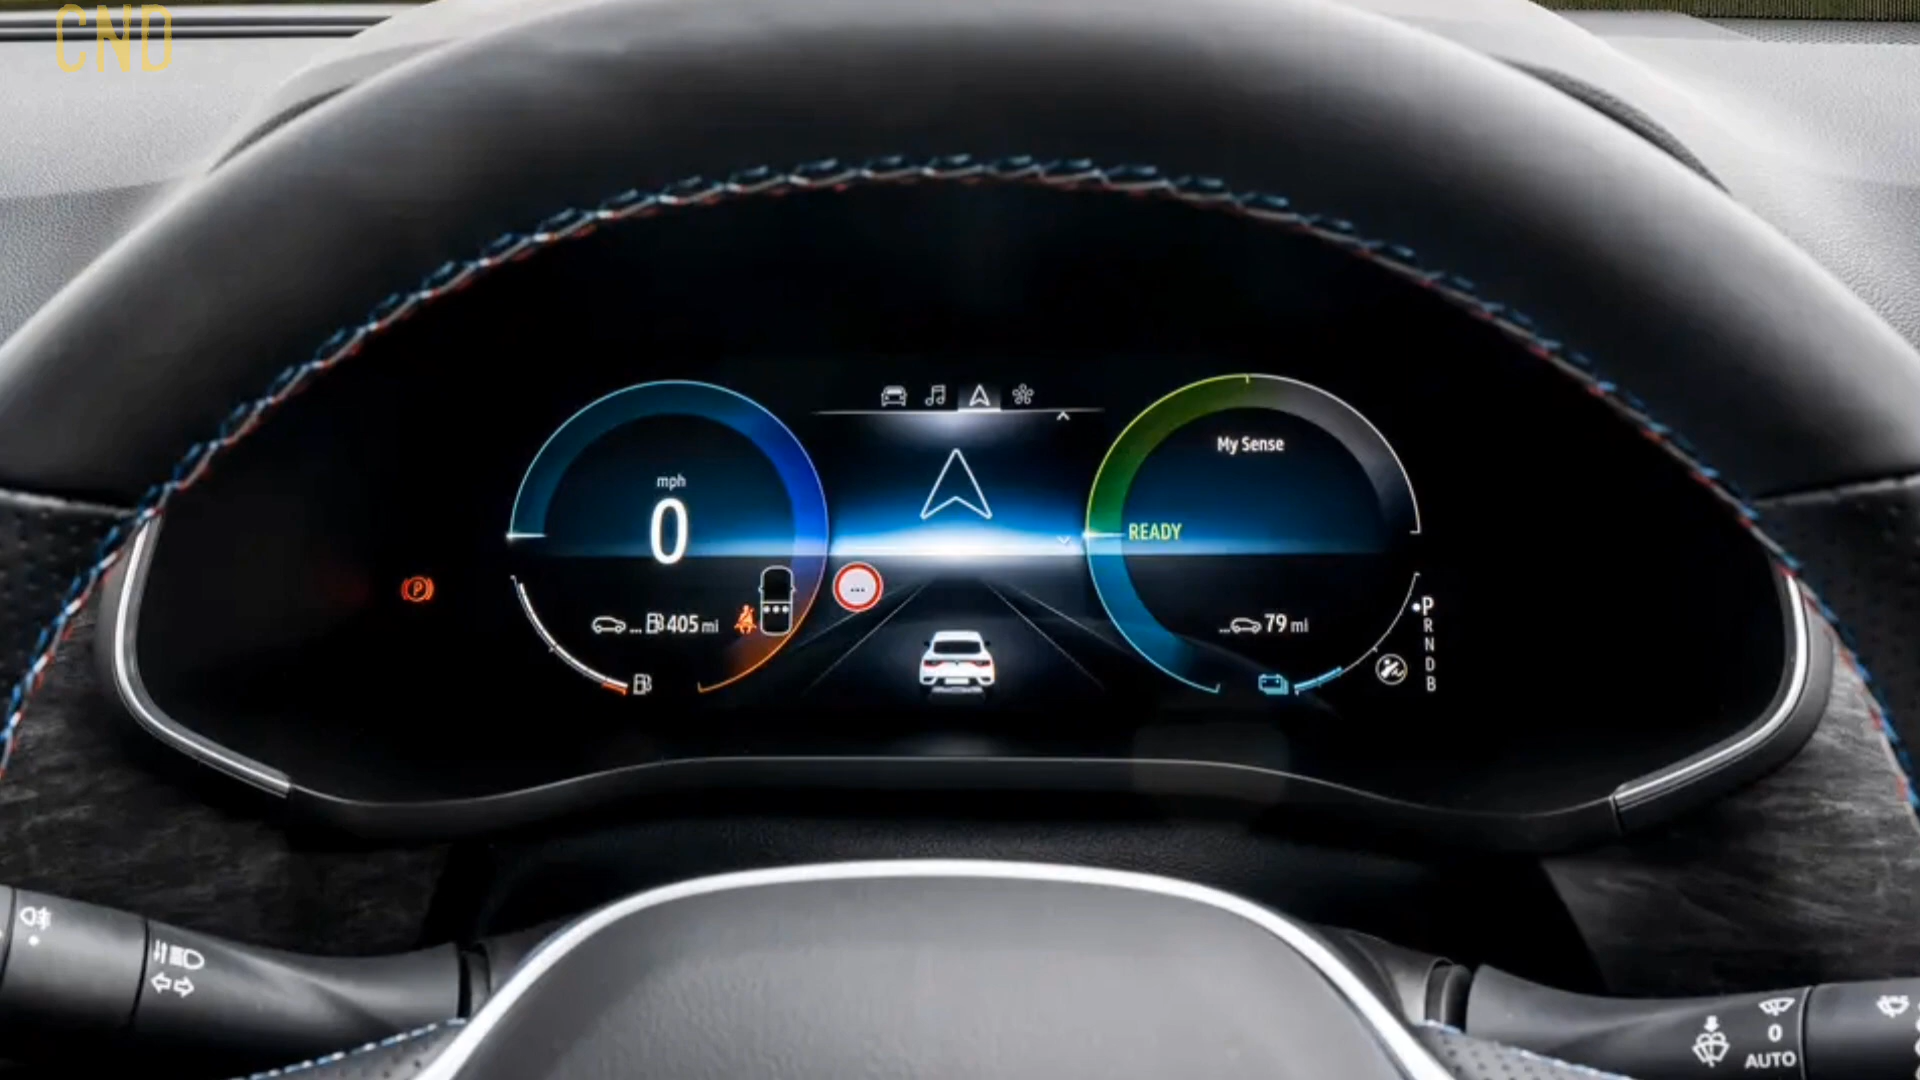 CND
mph
0
... 405 mi
...
P
My Sense
READY
... 79 mi
P
R
N
D
B
0
AUTO